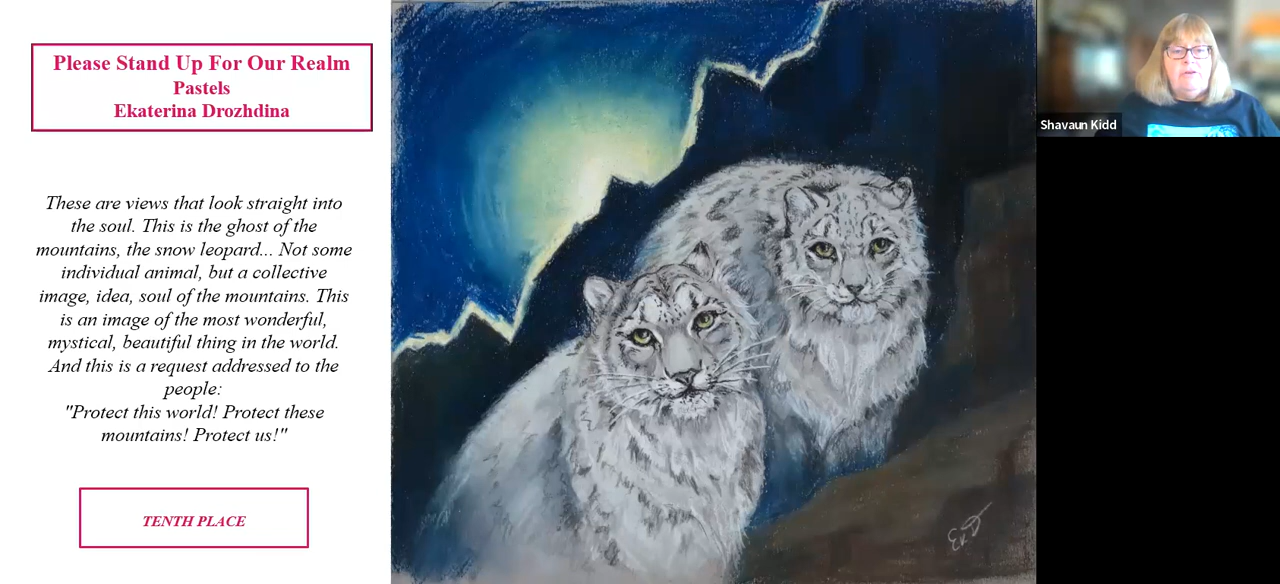 Please Stand Up For Our Realm
Pastels
Ekaterina Drozhdina
These are views that look straight into
the soul. This is the ghost of the
mountains, the snow leopard... Not some
individual animal, but a collective
image, idea, soul of the mountains. This
is an image of the most wonderful,
mystical, beautiful thing in the world.
And this is a request addressed to the
people:
"Protect this world! Protect these
mountains! Protect us!"
TENTH PLACE
Shavaun Kidd